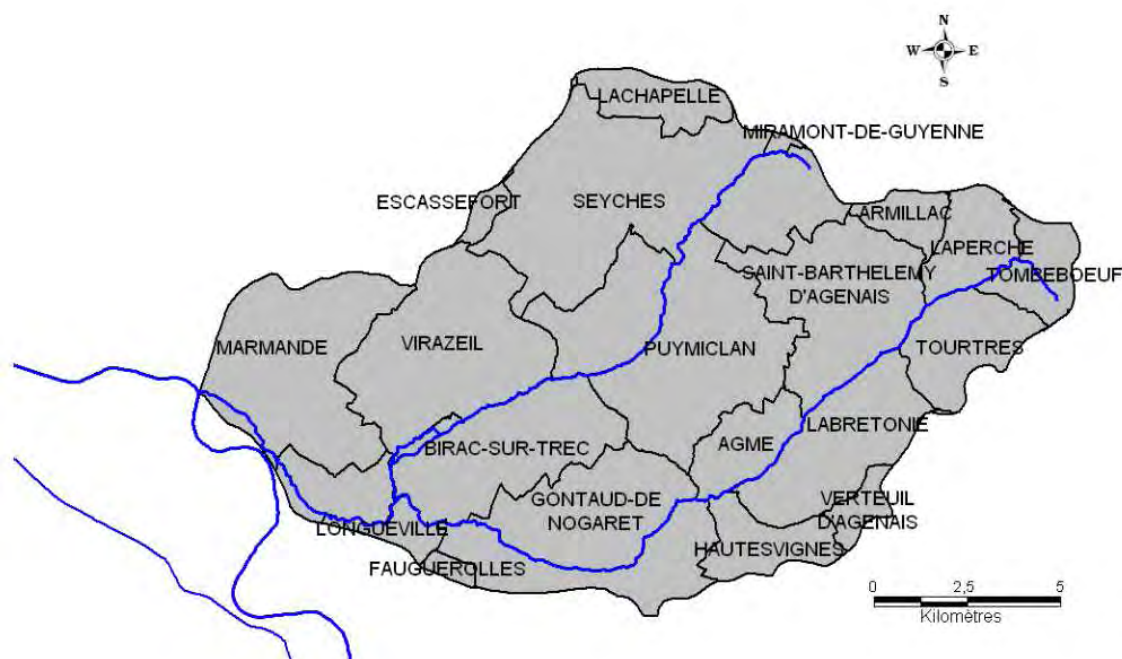 N
W E
S
LACHAPELLE
MIRAMONT-DE-GUYENNE
ESCASSEFORT
SEYCHES
ARMILLAC
LAPERCHE
SAINT-BARTHELEMY
D'AGENAIS
TOMBEBOEUF
MARMANDE
VIRAZEIL
PUYMICLAN
TOURTRES
LABRETONIE
AGME
BIRAC-SUR-TREC
GONTAUD-DE
NOGARET
VERTEUIL
D'AGENAIS
LONGUEVILLE
HAUTESVIGNES
FAUGUEROLLES
0 2,5 5
Kilomètres